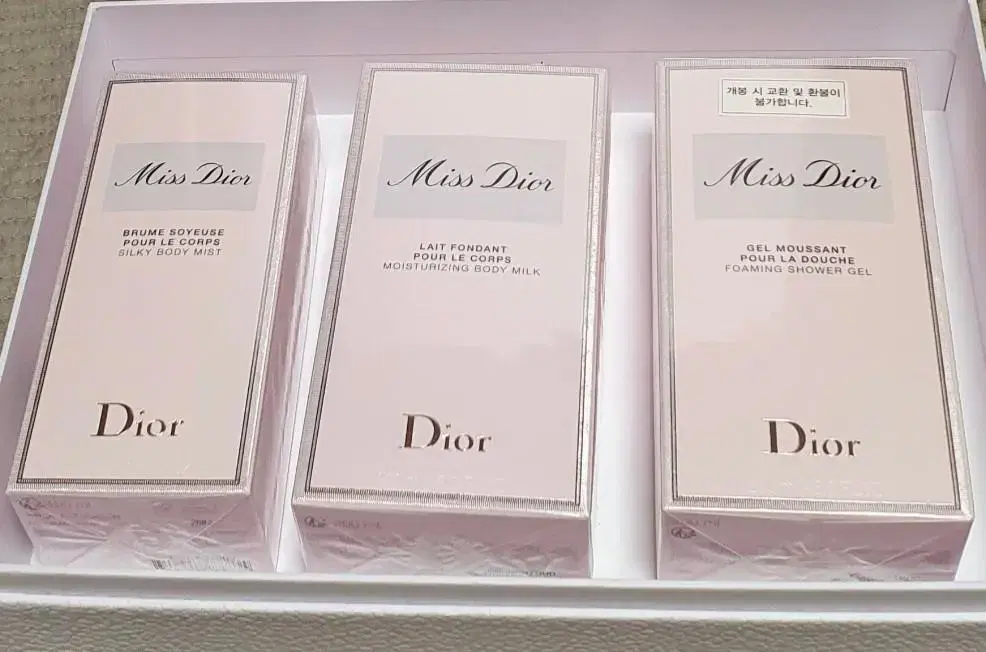 Miss Dior
BRUME SOYEUSE
POUR LE CORPS
SILKY BODY MIST
Dior
Miss Dior
LAIT FONDANT
POUR LE CORPS
MOISTURIZING BODY MILK
Dior
개봉 시 교환 및 환불이
불가합니다.
Miss Dior
GEL MOUSSANT
POUR LA DOUCHE
FOAMING SHOWER GEL
Dior